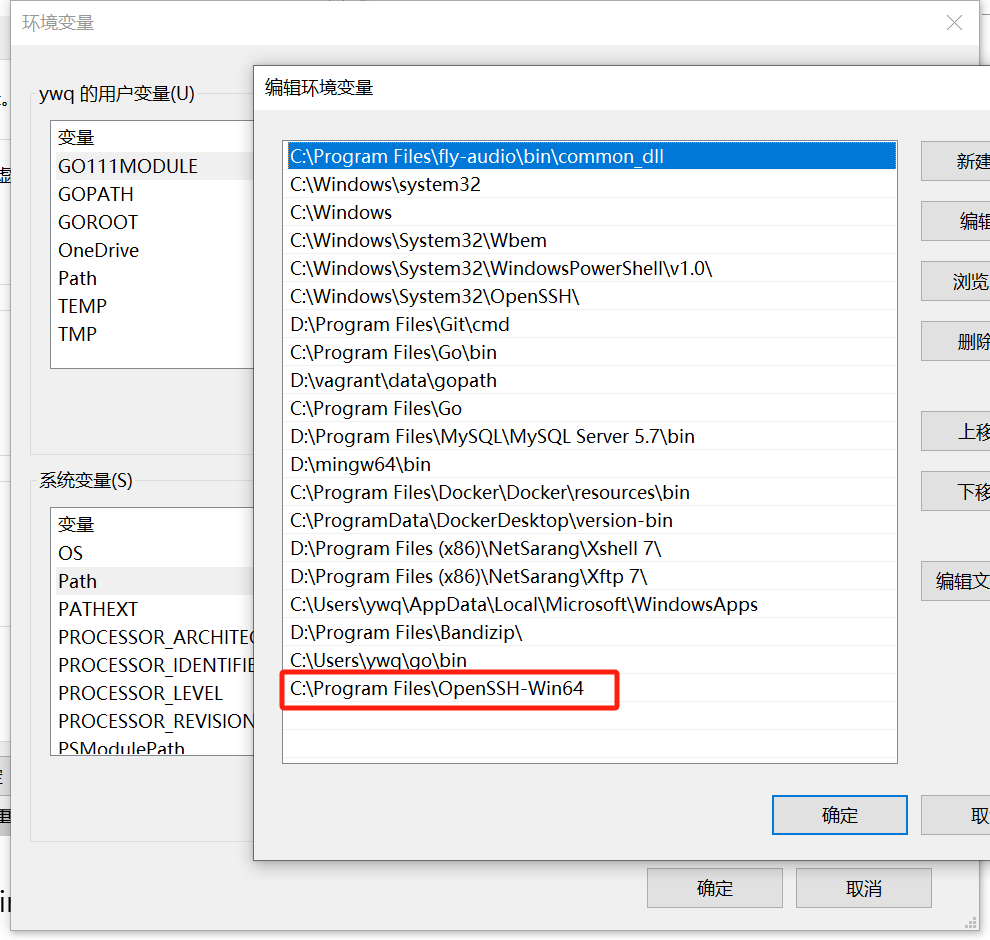 环境变量
ywq 的用户变量(U)
变量
GO111MODULE
GOPATH
GOROOT
OneDrive
Path
TEMP
TMP
系统变量(S)
变量
OS
Path
PATHEXT
PROCESSOR_ARCHITEC
PROCESSOR_IDENTIFIE
PROCESSOR_LEVEL
PROCESSOR_REVISION
PSModulePath
编辑环境变量
C:\Program Files\fly-audio\bin\common_dll
C:\Windows\system32
C:\Windows
C:\Windows\System32\Wbem
C:\Windows\System32\WindowsPowerShell\v1.0\
C:\Windows\System32\OpenSSH\
D:\Program Files\Git\cmd
C:\Program Files\Go\bin
D:\vagrant\data\gopath
C:\Program Files\Go
D:\Program Files\MySQL\MySQL Server 5.7\bin
D:\mingw64\bin
C:\Program Files\Docker\Docker\resources\bin
C:\ProgramData\DockerDesktop\version-bin
D:\Program Files (x86)\NetSarang\Xshell 7\
D:\Program Files (x86)\NetSarang\Xftp 7\
C:\Users\ywq\AppData\Local\Microsoft\WindowsApps
D:\Program Files\Bandizip\
C:\Users\ywq\go\bin
C:\Program Files\OpenSSH-Win64
新建
编辑
浏览
删除
上移
下移
编辑文
确定
取
确定
取消